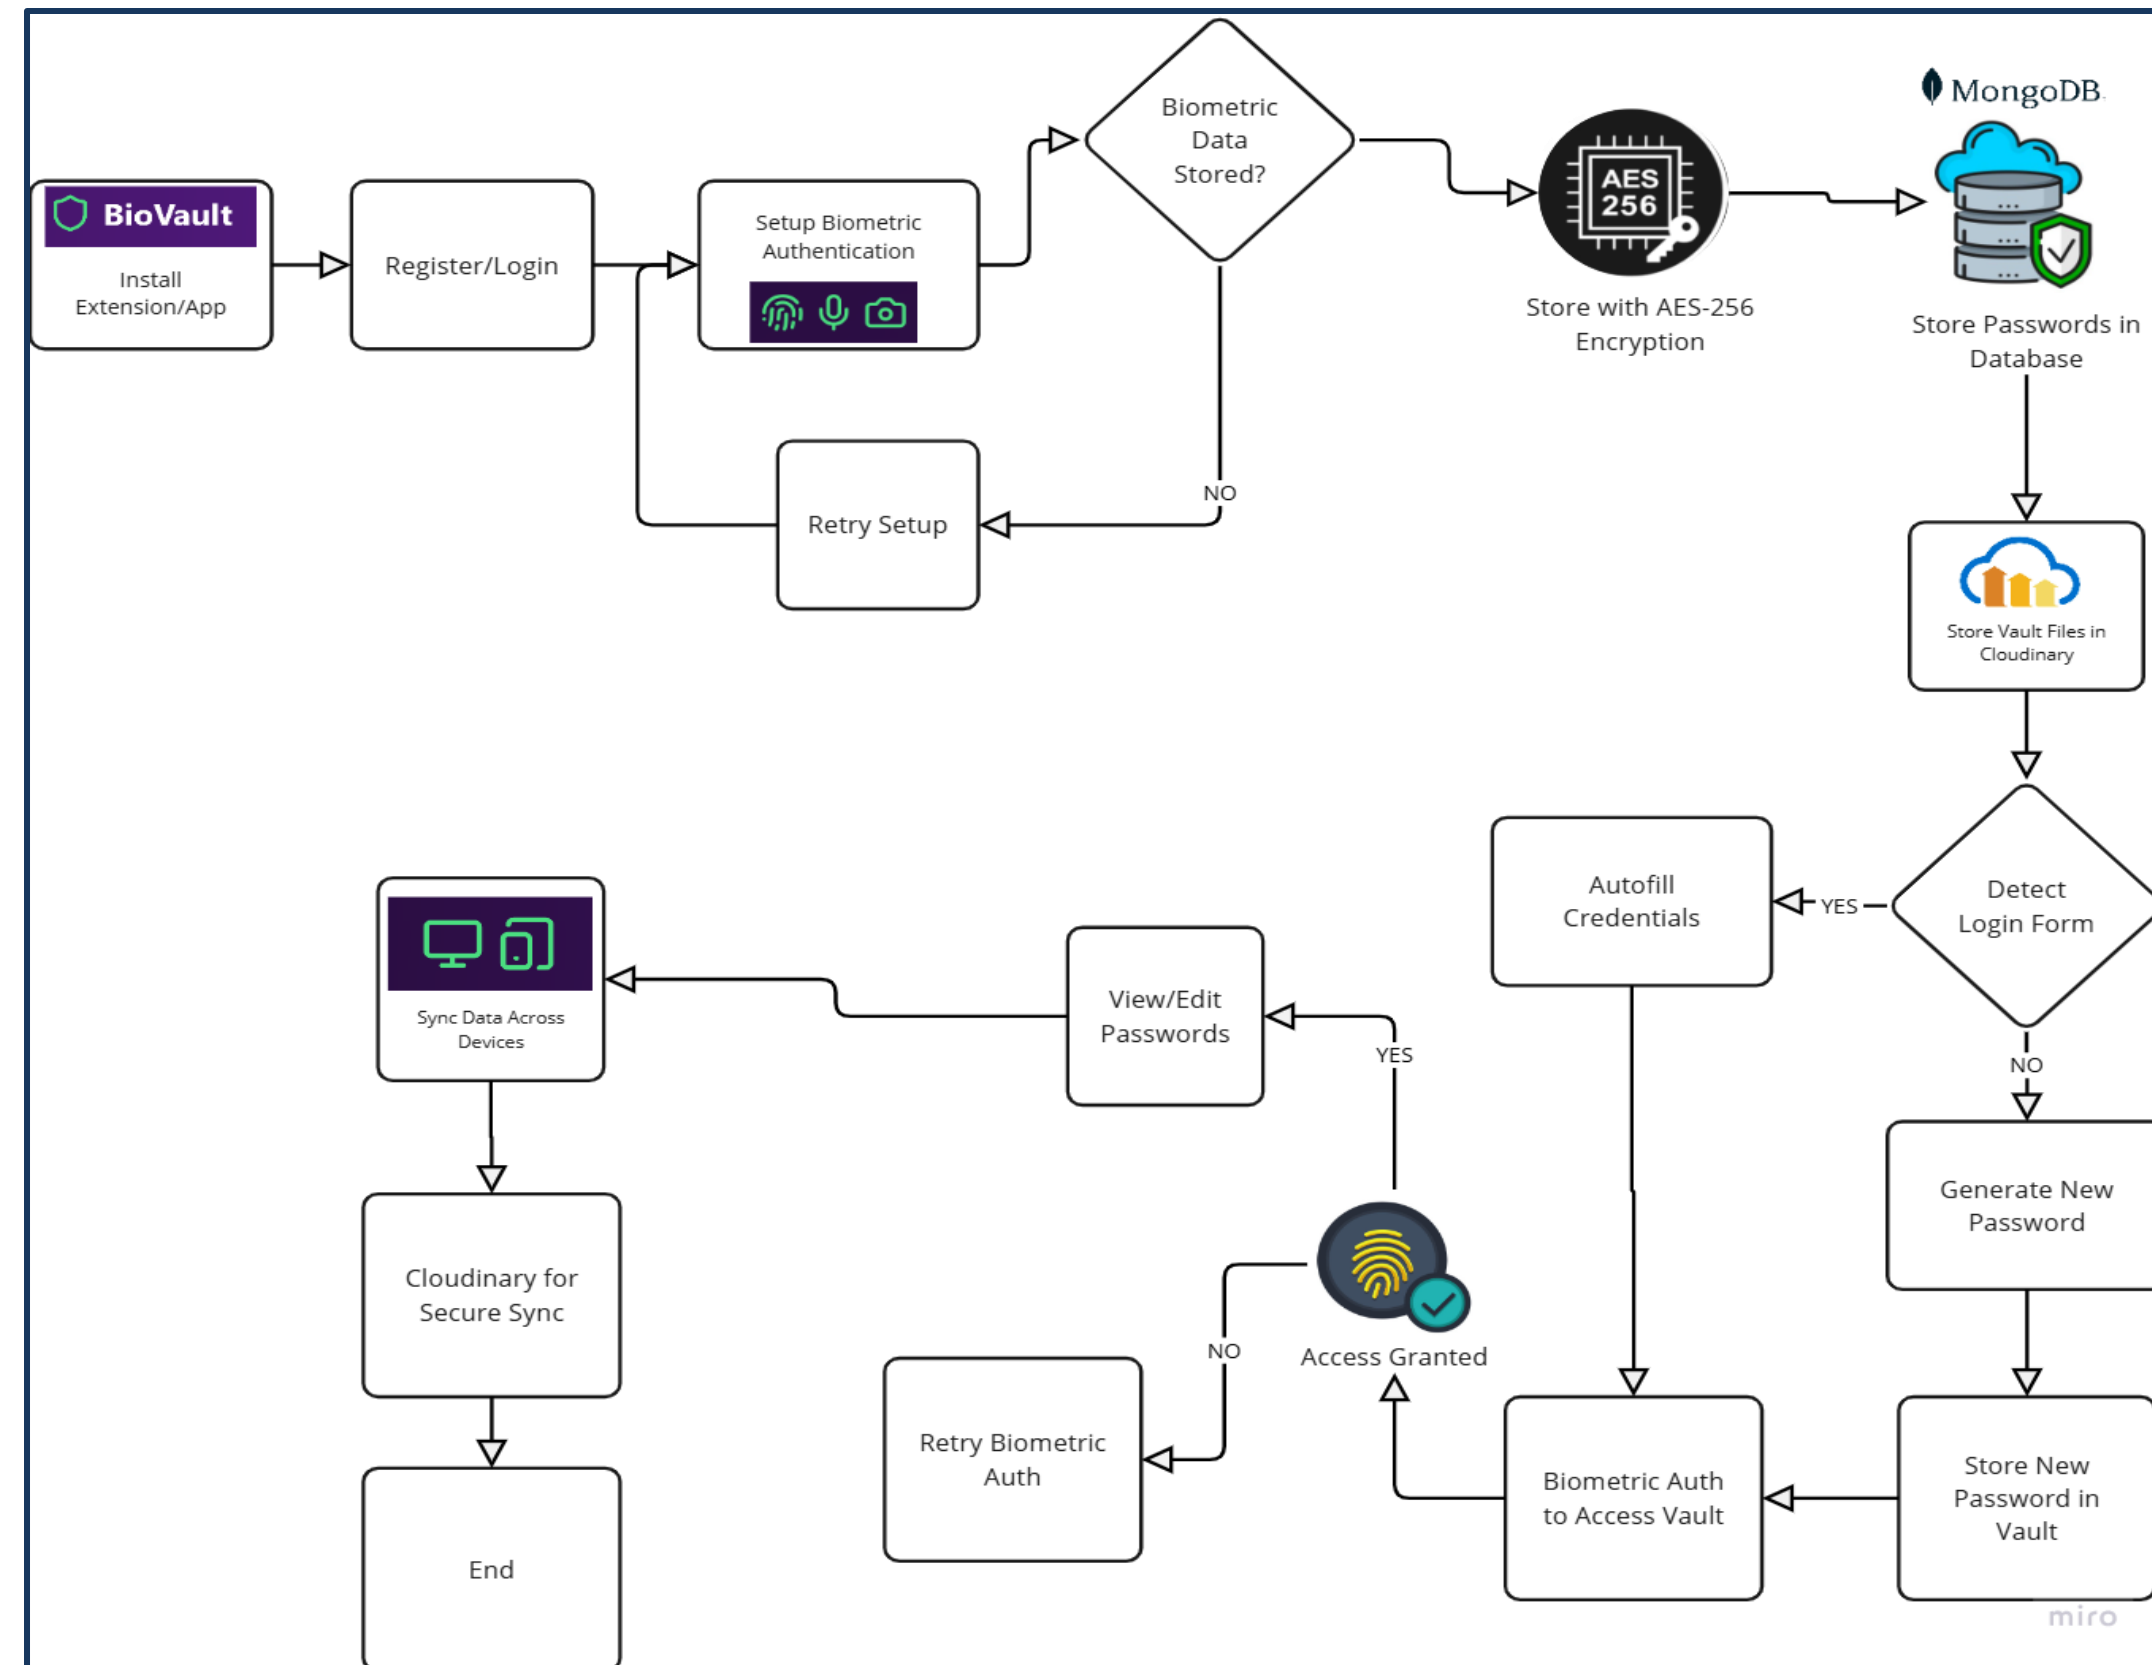 BioVault
Install
Extension/App
Register/Login
Setup Biometric
Authentication
Biometric
Data
Stored?
AES
256
Store with AES-256
Encryption
MongoDB.
Store Passwords in
Database
NO
Retry Setup
Store Vault Files in
Cloudinary
Detect
Login Form
YES
Autofill
Credentials
NO
Generate New
Password
Store New
Password in
Vault
Biometric Auth
to Access Vault
Access Granted
YES
View/Edit
Passwords
NO
Retry Biometric
Auth
Sync Data Across
Devices
Cloudinary for
Secure Sync
End
miro